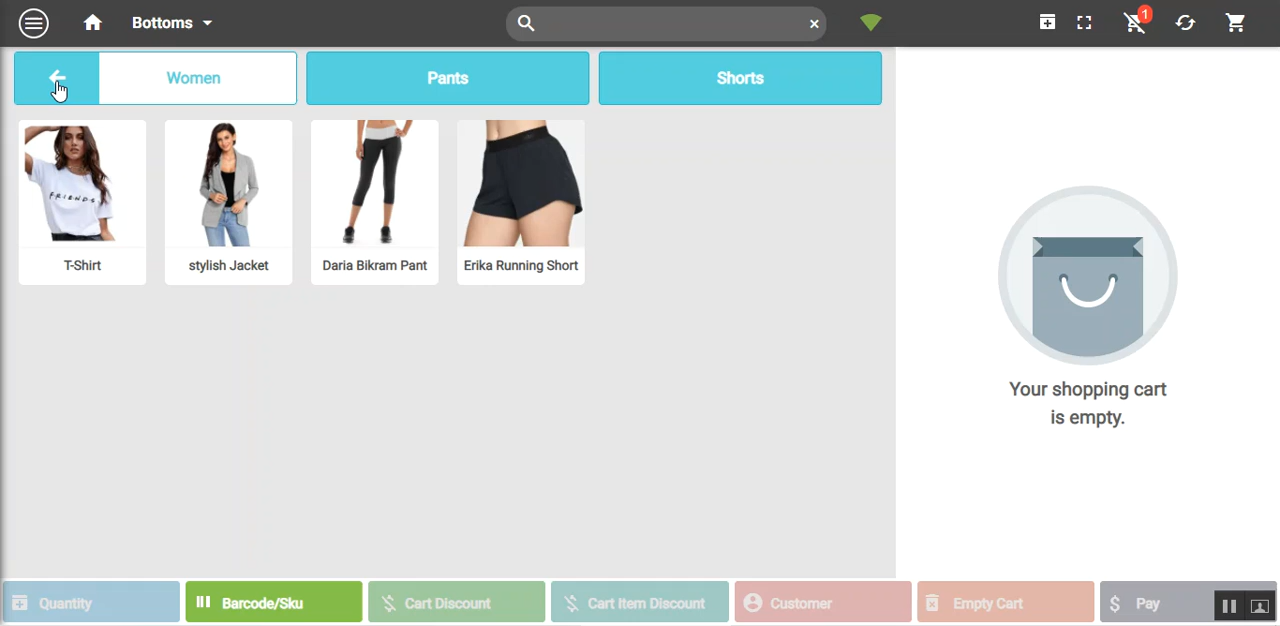 Bottoms
1
Women
Pants
Shorts
FRIENDS
T-Shirt
stylish Jacket
Daria Bikram Pant
Erika Running Short
Your shopping cart
is empty.
Quantity
Barcode/Sku
Cart Discount
Cart Item Discount
Customer
Empty Cart
$ Pay